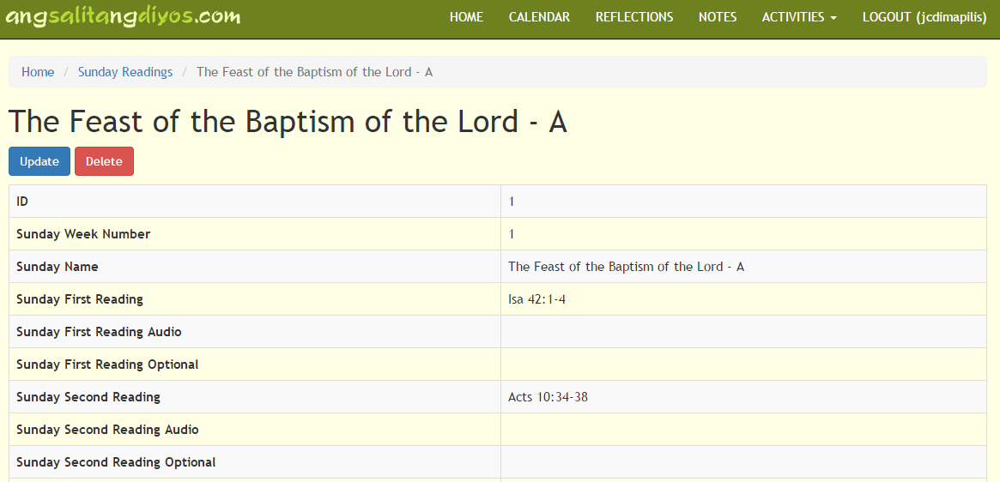 angsalitangdiyos.com HOME CALENDAR REFLECTIONS NOTES ACTIVITIES LOGOUT (jcdimapilis)
Home / Sunday Readings / The Feast of the Baptism of the Lord - A
The Feast of the Baptism of the Lord - A
Update Delete
ID 1
Sunday Week Number 1
Sunday Name The Feast of the Baptism of the Lord - A
Sunday First Reading Isa 42:1-4
Sunday First Reading Audio
Sunday First Reading Optional
Sunday Second Reading Acts 10:34-38
Sunday Second Reading Audio
Sunday Second Reading Optional